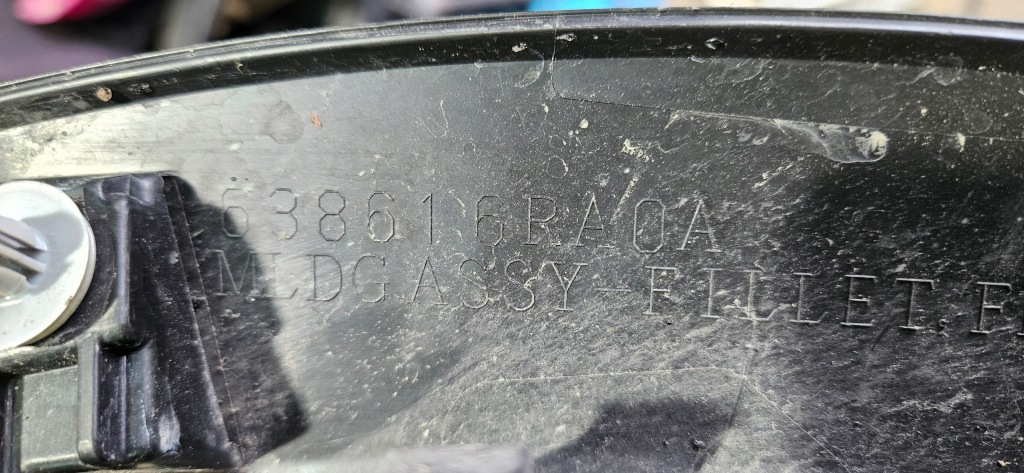 638616RA0A
MLDG ASSY-FILLET, F